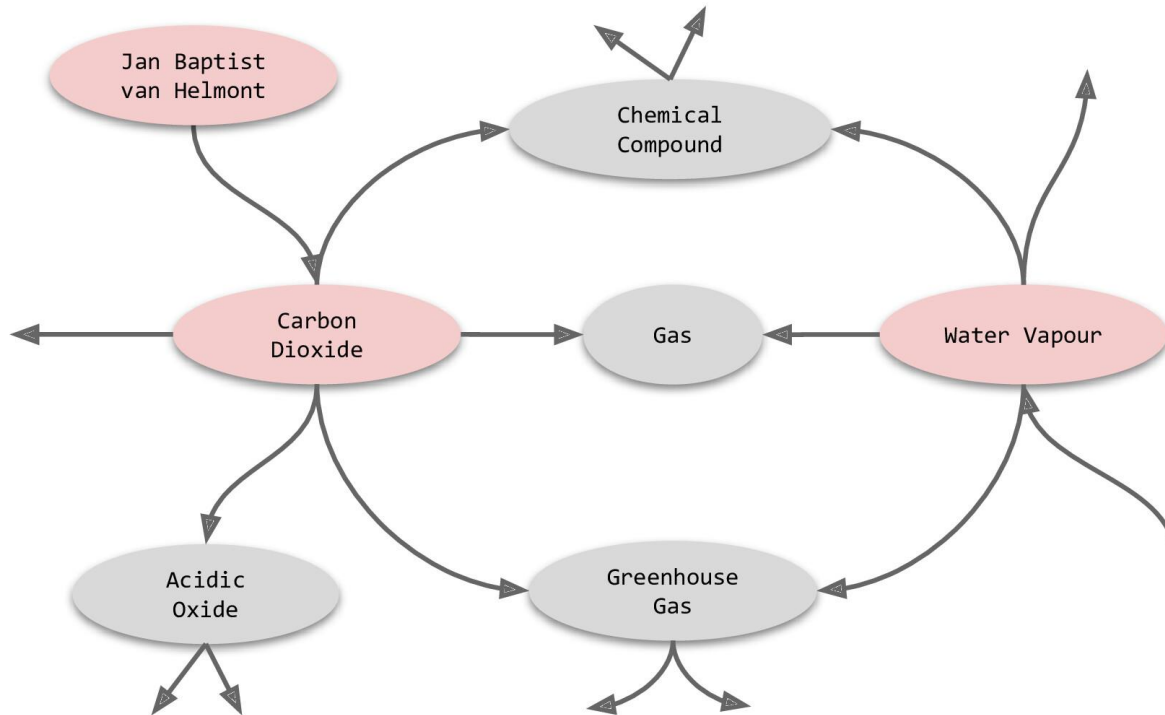 Jan Baptist
van Helmont
Chemical
Compound
Carbon
Dioxide
Gas
Water Vapour
Acidic
Oxide
Greenhouse
Gas